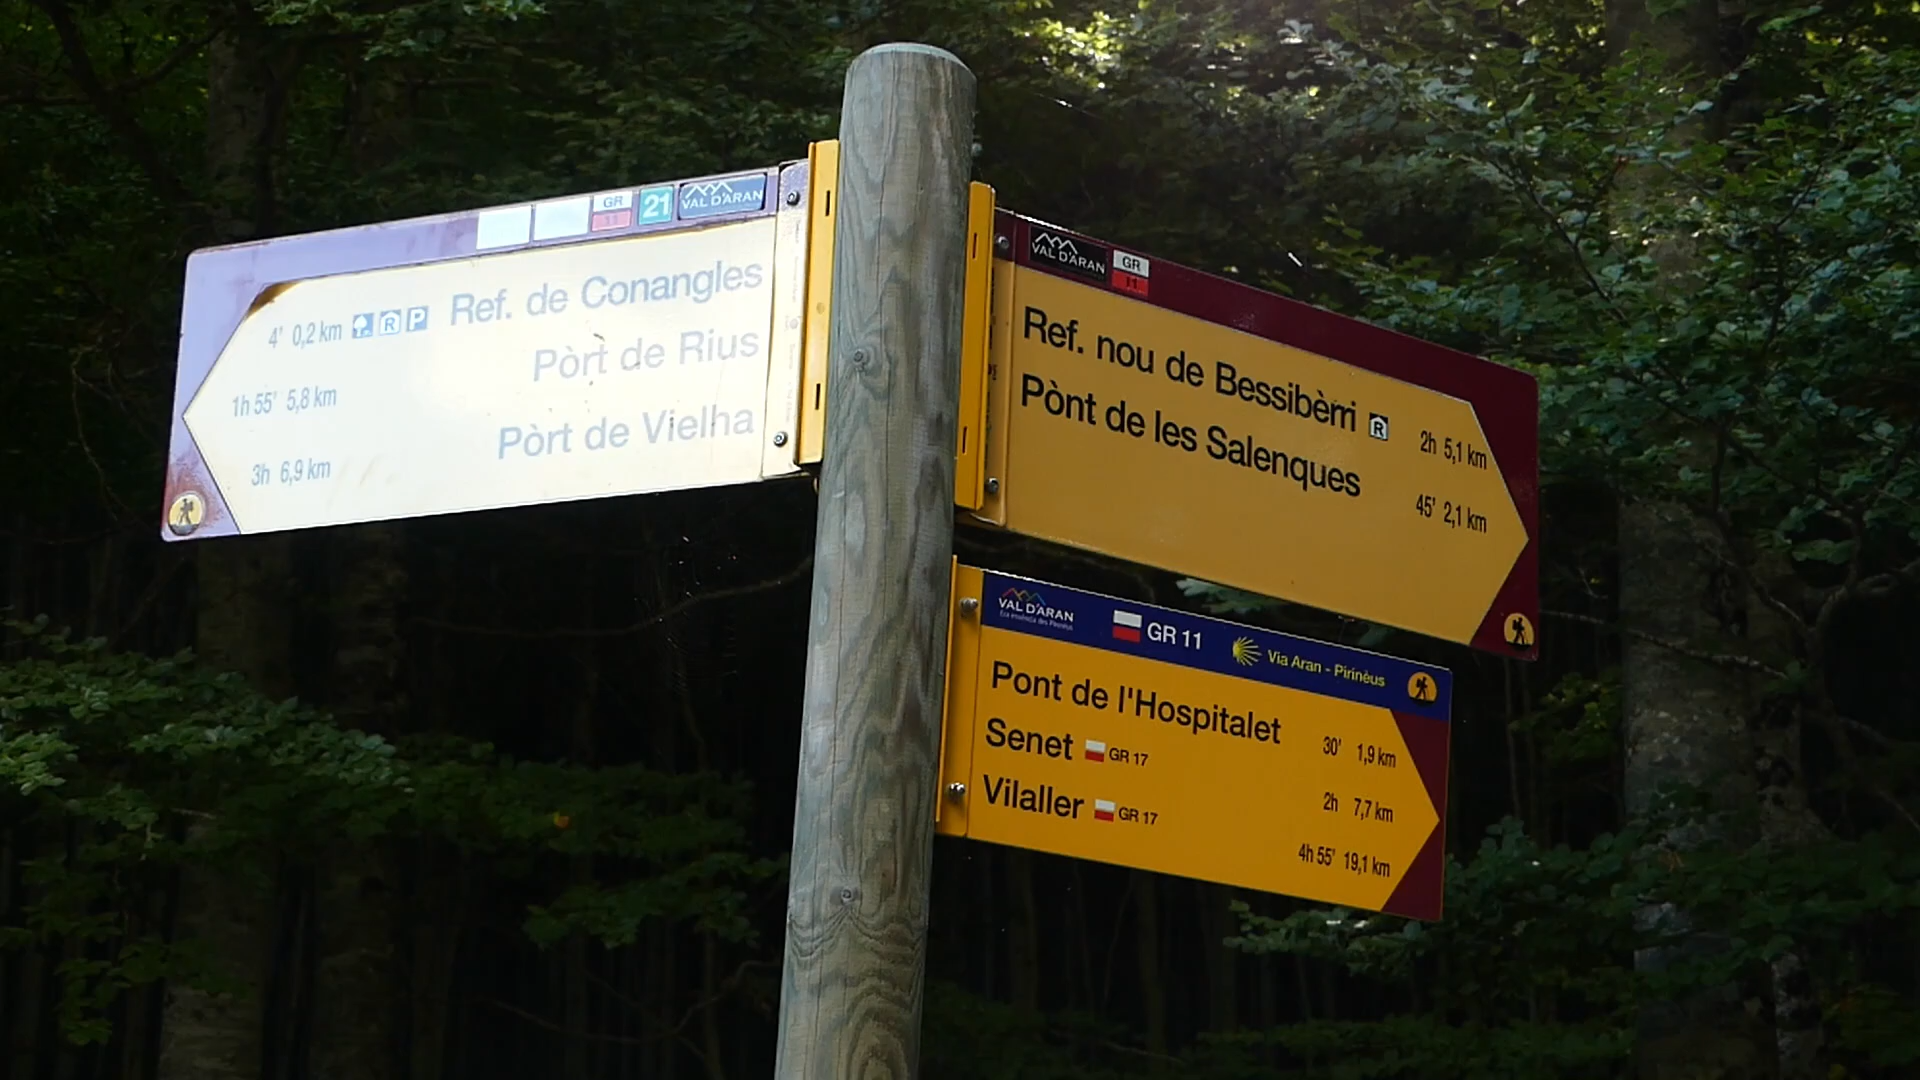 GR 11 21 VAL D'ARAN
4' 0,2 km R P Ref. de Conangles
1h 55' 5,8 km Pòrt de Rius
3h 6,9 km Pòrt de Vielha
VAL D'ARAN GR 11
Ref. nou de Bessibèrri R 2h 5,1 km
Pònt de les Salenques 45' 2,1 km
VAL D'ARAN GR 11 Via Aran - Pirinèus
Pont de l'Hospitalet 30' 1,9 km
Senet GR 17 2h 7,7 km
Vilaller GR 17 4h 55' 19,1 km